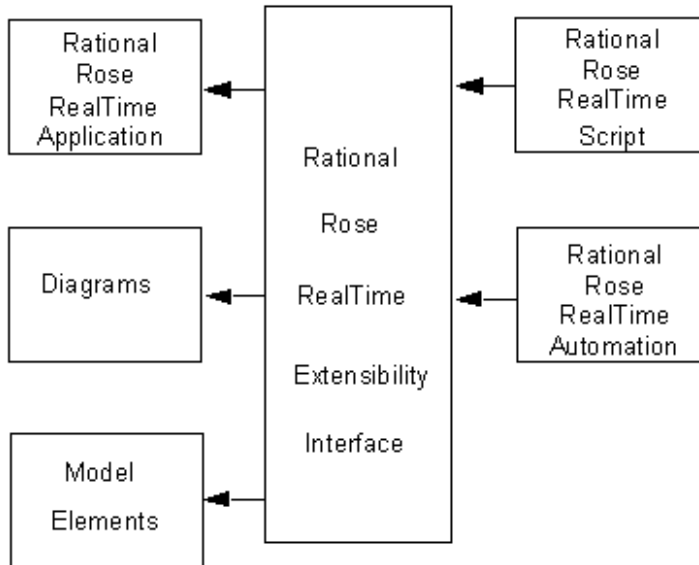 Rational
Rose
RealTime
Application
Diagrams
Model
Elements
Rational
Rose
RealTime
Extensibility
Interface
Rational
Rose
RealTime
Script
Rational
Rose
RealTime
Automation